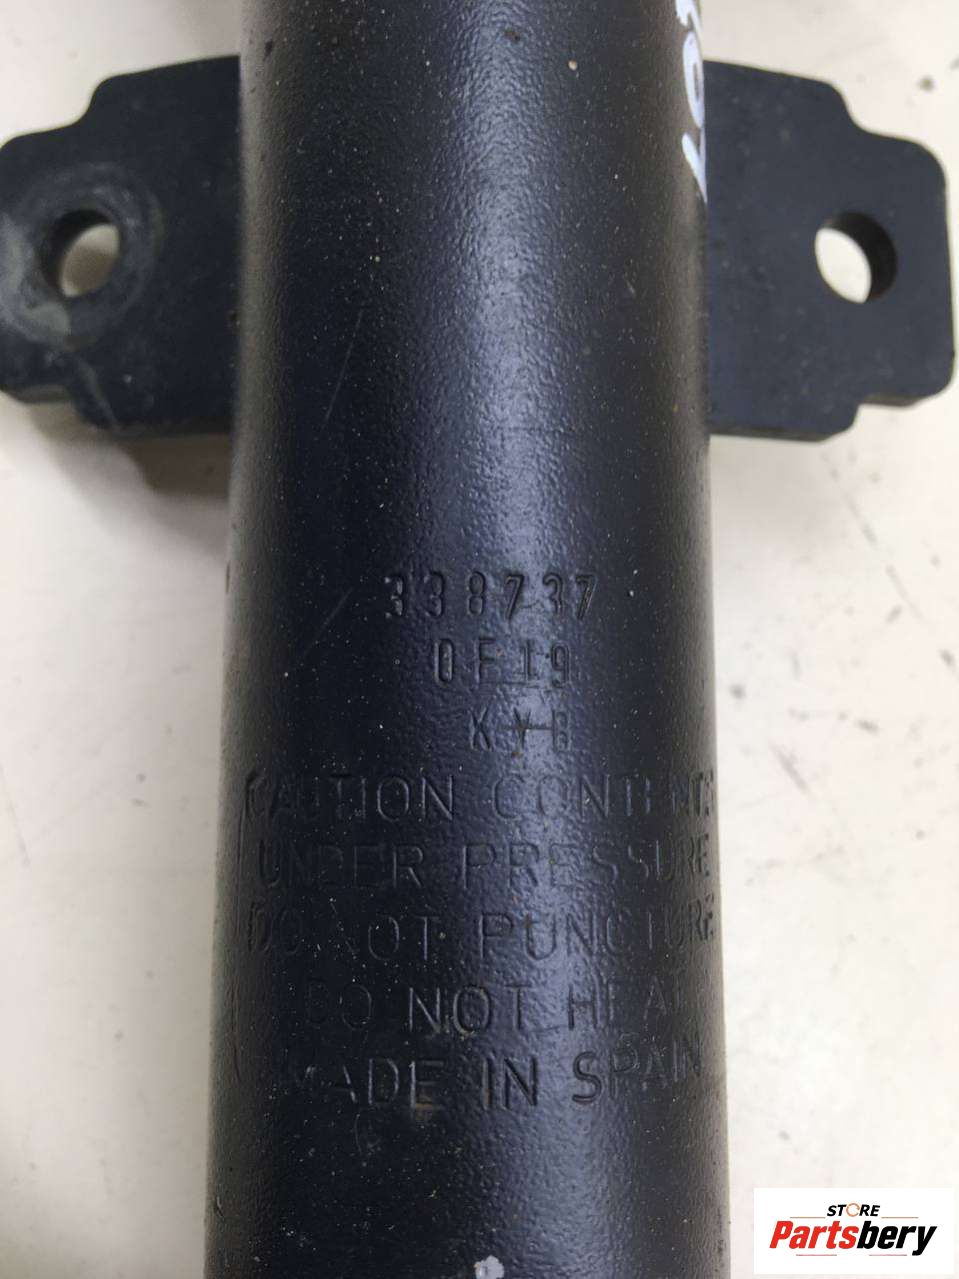 338737
0F19
KYB
CAUTION CONTENTS
UNDER PRESSURE
DO NOT PUNCTURE
DO NOT HEAT
MADE IN SPAIN
STORE
Partsbery